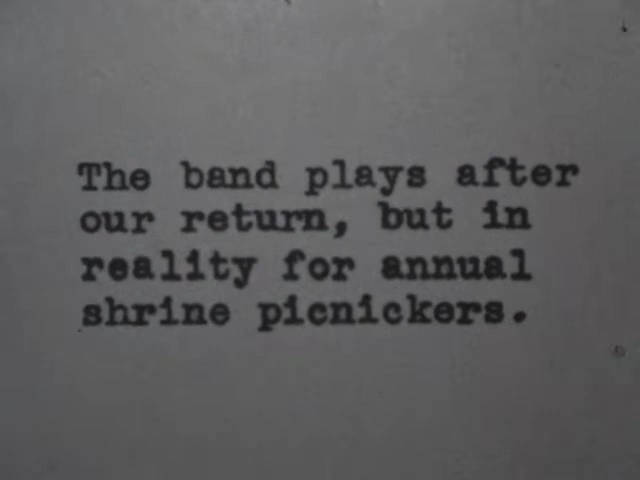 The band plays after
our return, but in
reality for annual
shrine picnickers.